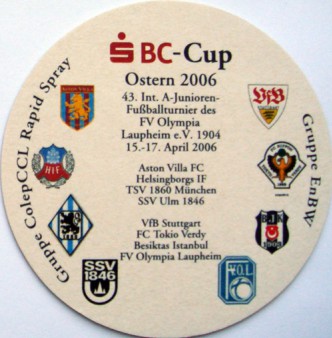 S BC-Cup
Ostern 2006
43. Int. A-Junioren-
Fußballturnier des
FV Olympia
Laupheim e.V. 1904
15.-17. April 2006
Aston Villa FC
Helsingborgs IF
TSV 1860 München
SSV Ulm 1846
VfB Stuttgart
FC Tokio Verdy
Besiktas Istanbul
FV Olympia Laupheim
Gruppe ColepCCL Rapid Spray
Gruppe EnBW
HIF
SSV
1846
VfB
BJK
F.V.O.L.